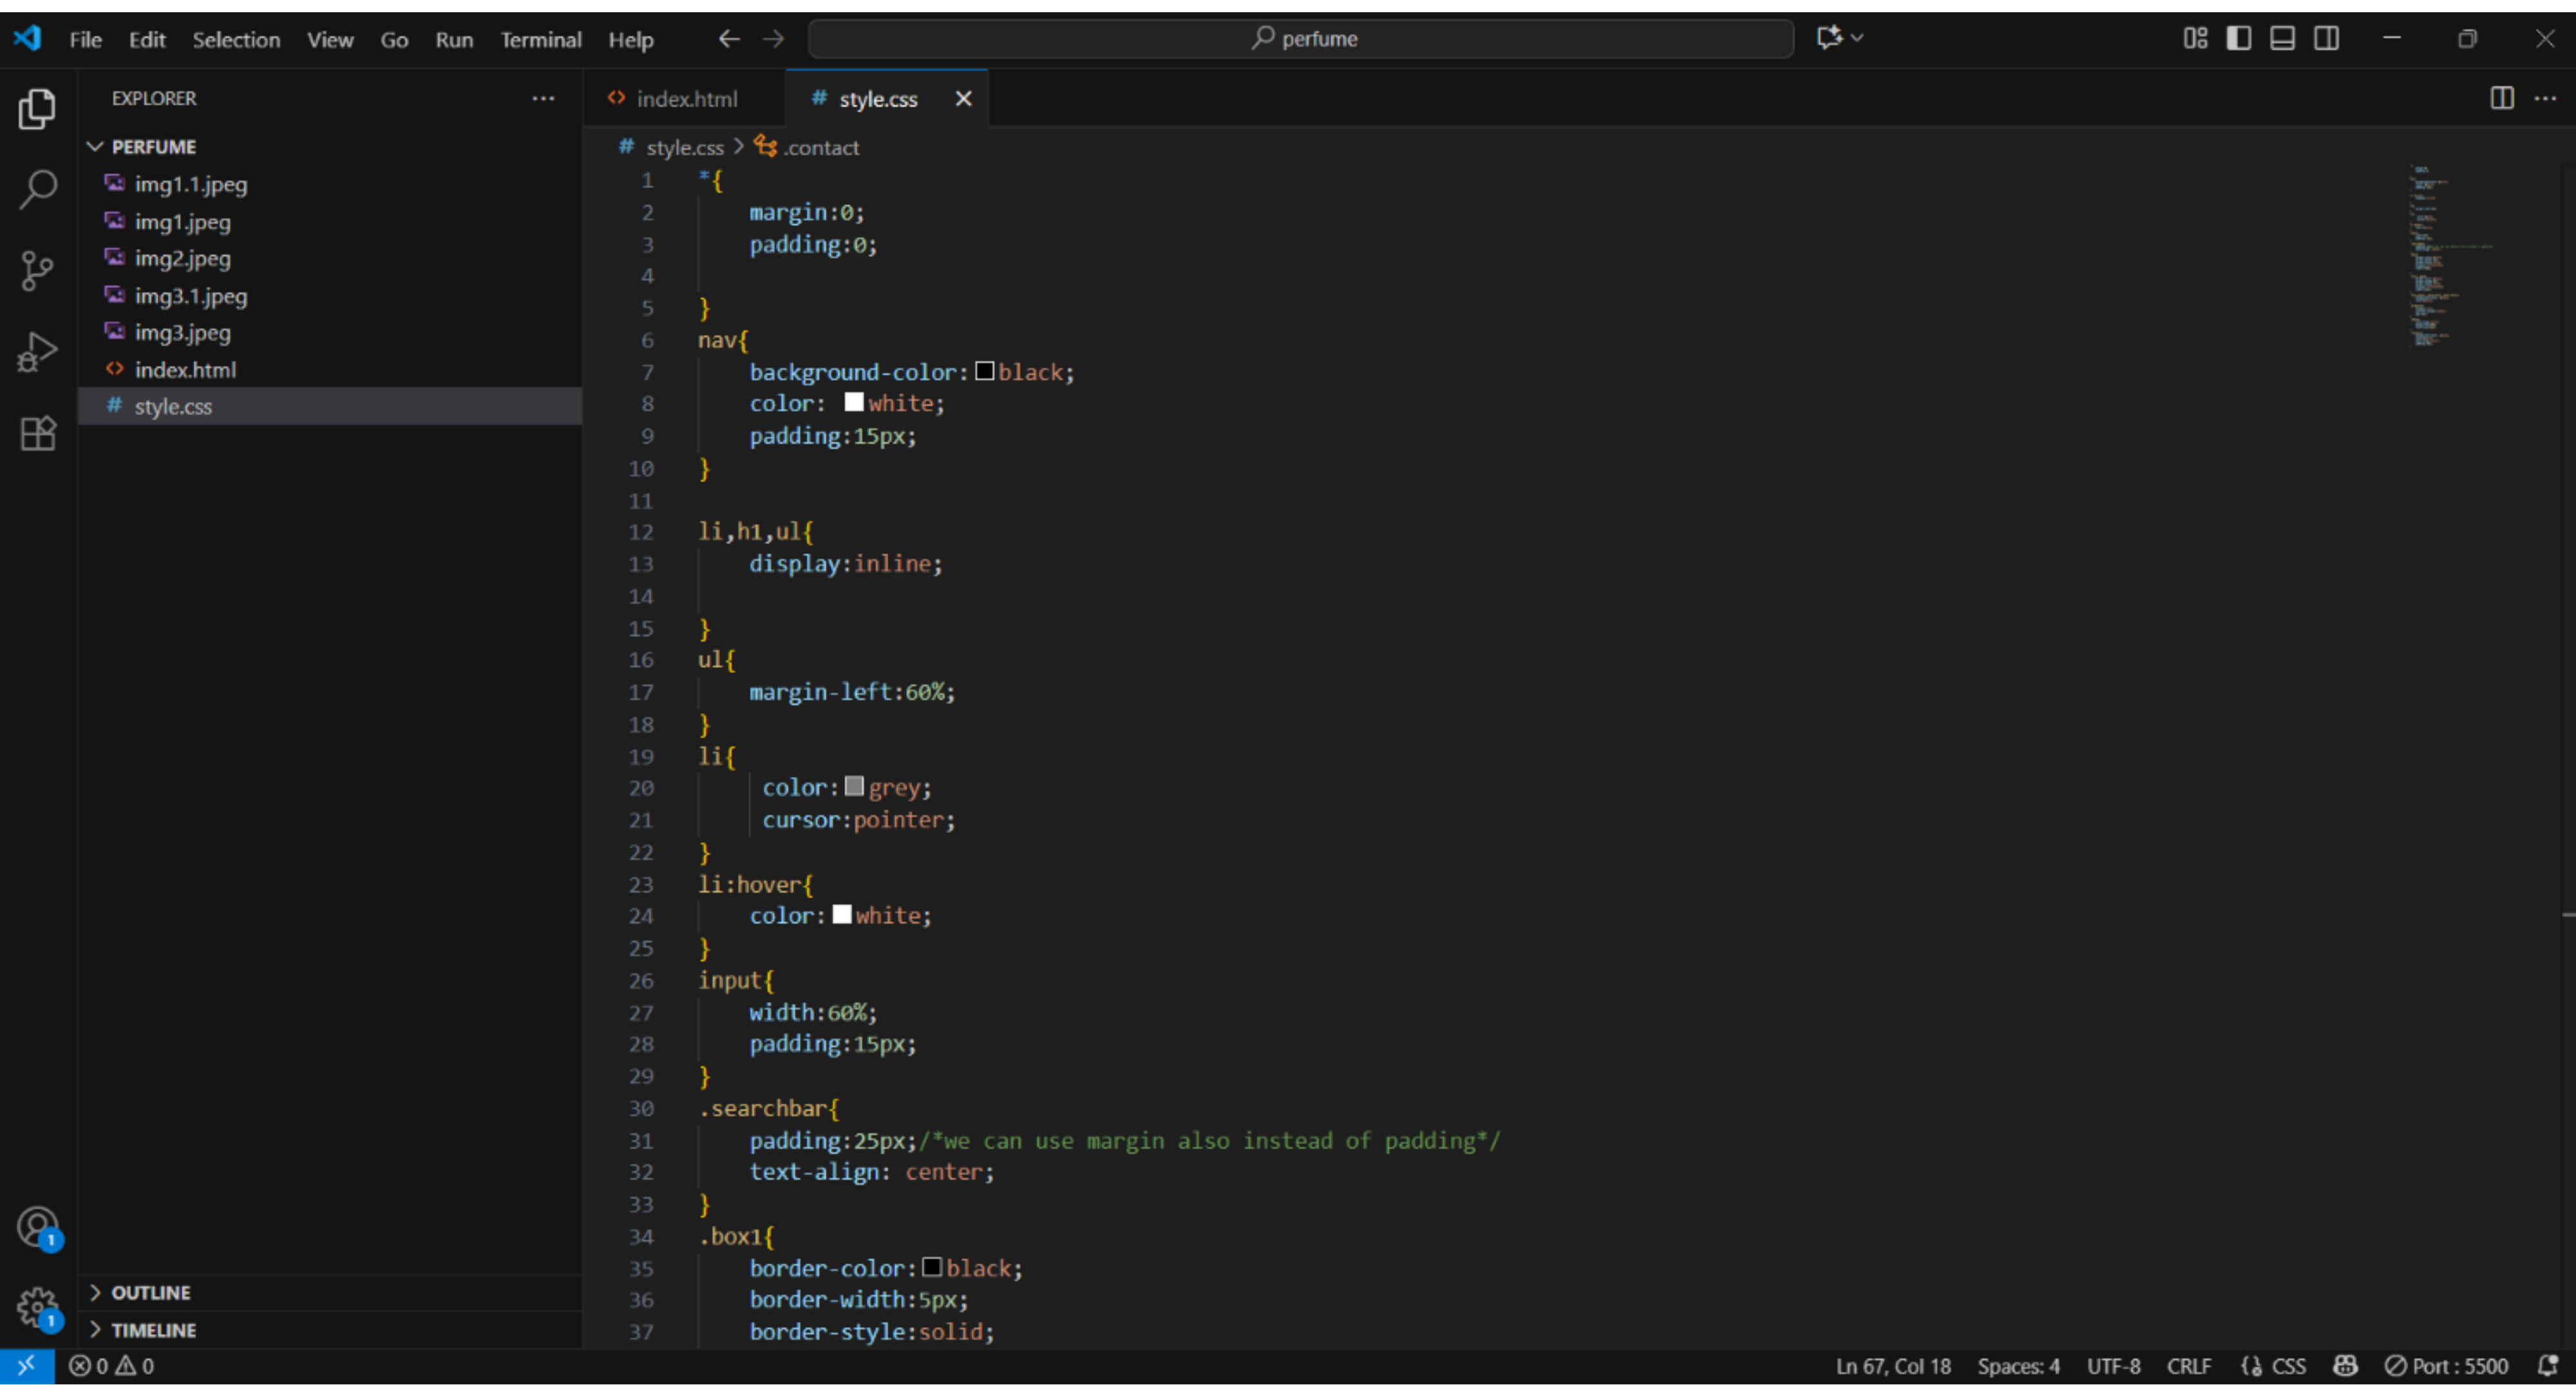 File Edit Selection View Go Run Terminal Help perfume
EXPLORER
PERFUME
img1.1.jpeg
img1.jpeg
img2.jpeg
img3.1.jpeg
img3.jpeg
index.html
style.css
OUTLINE
TIMELINE
index.html # style.css
# style.css > .contact
1 *{
2 margin:0;
3 padding:0;
4
5 }
6 nav{
7 background-color: black;
8 color: white;
9 padding:15px;
10 }
11
12 li,h1,ul{
13 display:inline;
14
15 }
16 ul{
17 margin-left:60%;
18 }
19 li{
20 color: grey;
21 cursor:pointer;
22 }
23 li:hover{
24 color: white;
25 }
26 input{
27 width:60%;
28 padding:15px;
29 }
30 .searchbar{
31 padding:25px;/*we can use margin also instead of padding*/
32 text-align: center;
33 }
34 .box1{
35 border-color: black;
36 border-width:5px;
37 border-style:solid;
1
1
0 0 Ln 67, Col 18 Spaces: 4 UTF-8 CRLF CSS Port : 5500